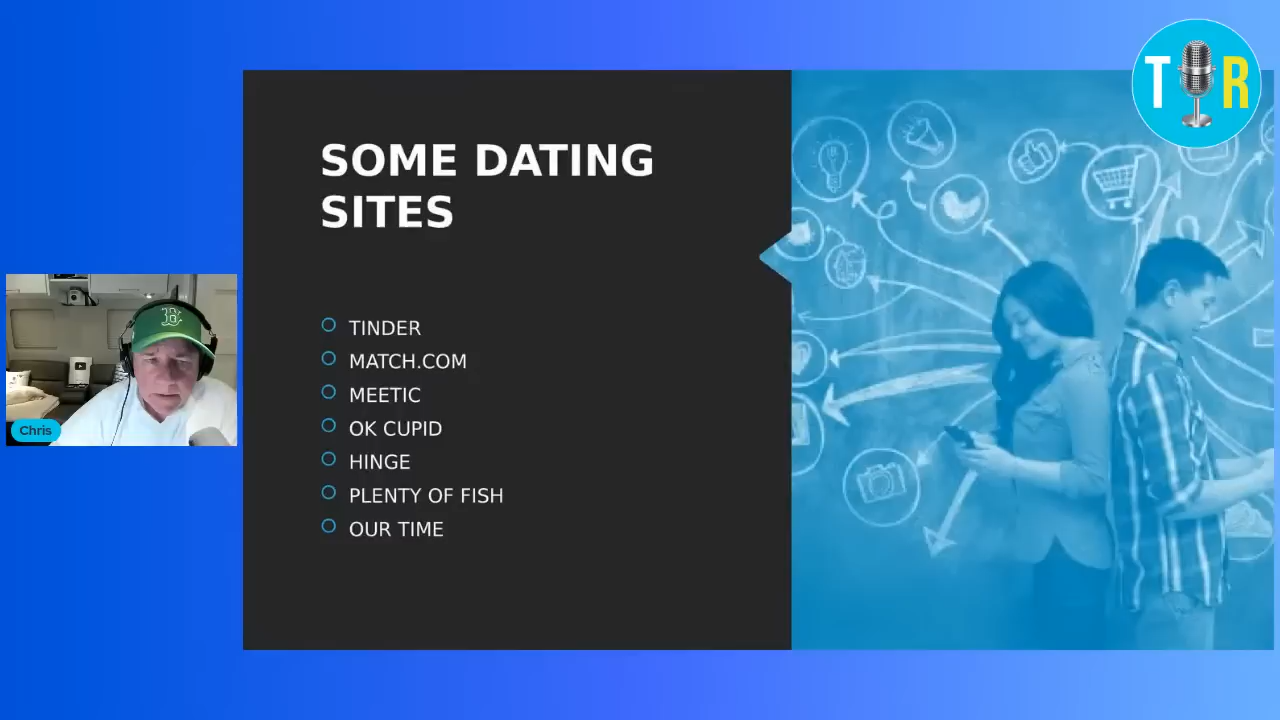 T R
SOME DATING
SITES
TINDER
MATCH.COM
MEETIC
OK CUPID
HINGE
PLENTY OF FISH
OUR TIME
B
Chris